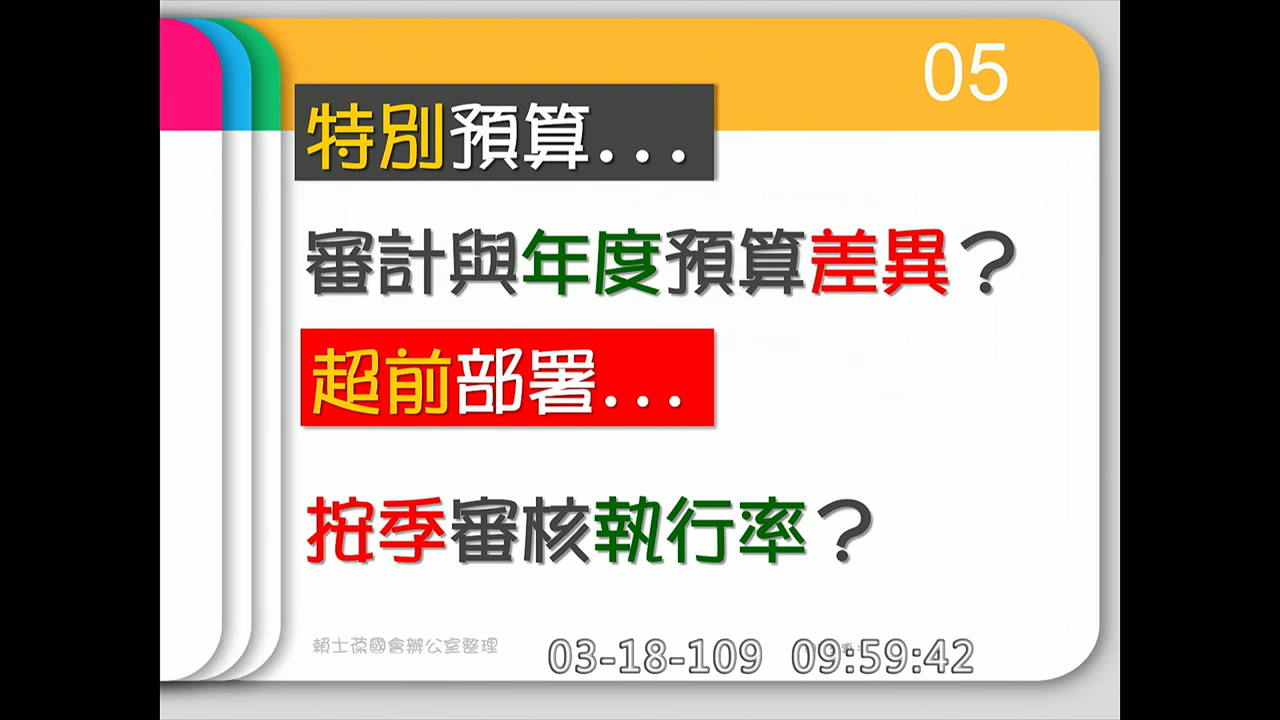 05
特別預算...
審計與年度預算差異？
超前部署...
按季審核執行率？
賴士葆國會辦公室整理
03-18-109 09:59:42